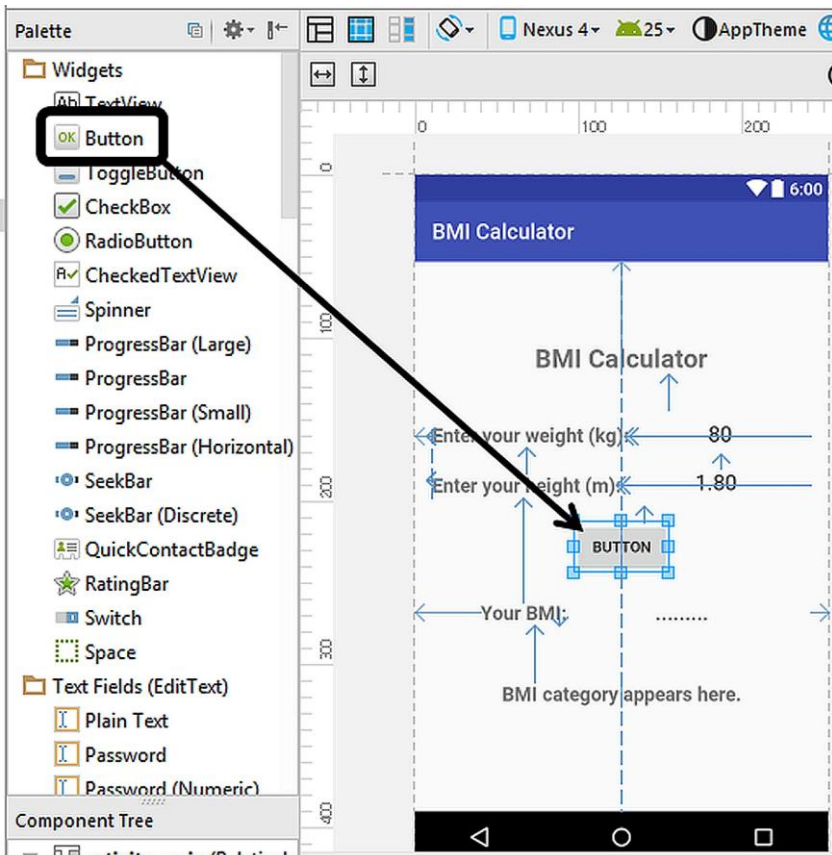 Palette
Nexus 4
25
AppTheme
Widgets
Ab TextView
OK Button
ToggleButton
CheckBox
RadioButton
A CheckedTextView
Spinner
ProgressBar (Large)
ProgressBar
ProgressBar (Small)
ProgressBar (Horizontal)
SeekBar
SeekBar (Discrete)
QuickContactBadge
RatingBar
Switch
Space
Text Fields (EditText)
Plain Text
Password
Password (Numeric)
Component Tree
0
100
200
0
100
200
300
400
6:00
BMI Calculator
BMI Calculator
Enter your weight (kg): 80
Enter your height (m): 1.80
BUTTON
Your BMI: .........
BMI category appears here.